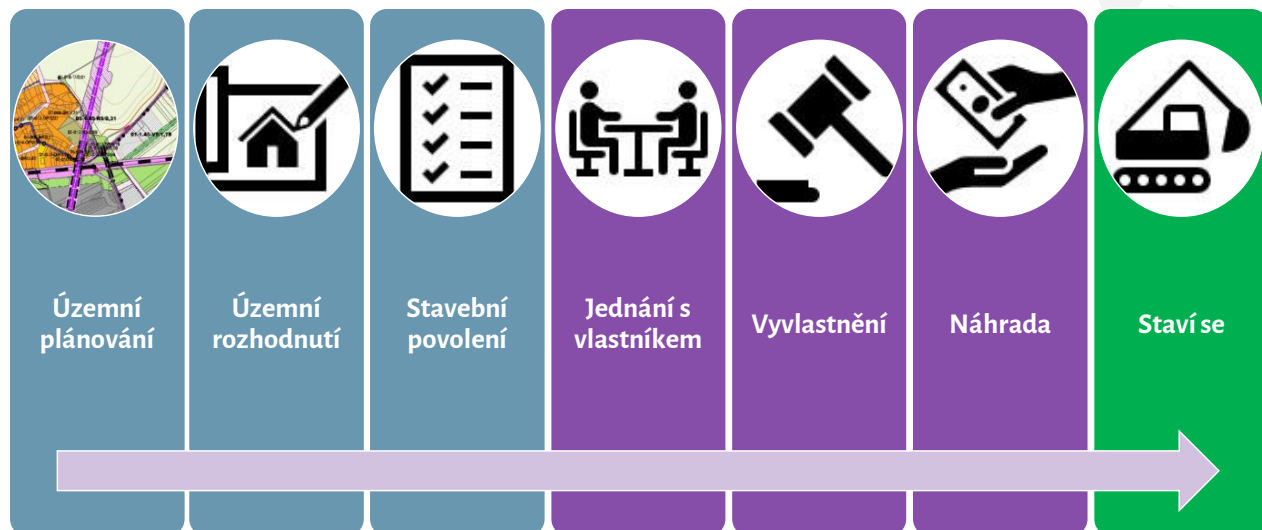 Územní
plánování
Územní
rozhodnutí
Stavební
povolení
Jednání s
vlastníkem
Vyvlastnění
Náhrada
Staví se